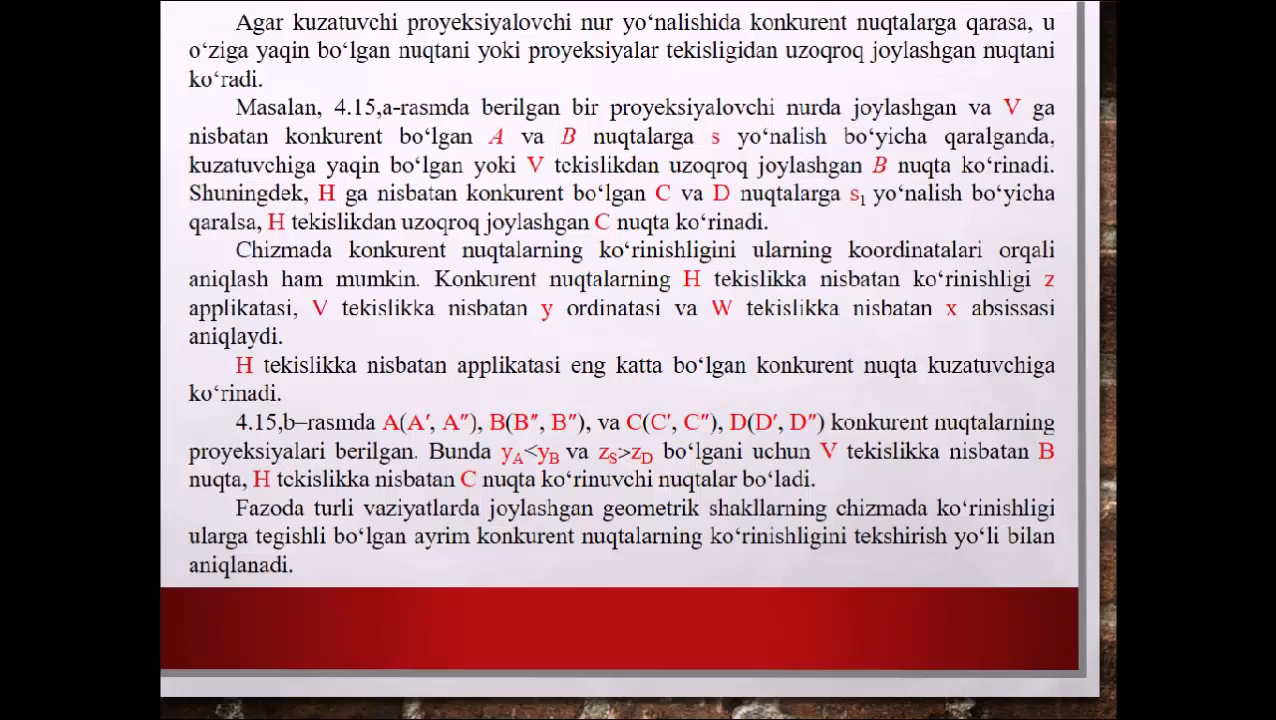 Agar kuzatuvchi proyeksiyalovchi nur yo‘nalishida konkurent nuqtalarga qarasa, u
o‘ziga yaqin bo‘lgan nuqtani yoki proyeksiyalar tekisligidan uzoqroq joylashgan nuqtani
ko‘radi.
Masalan, 4.15,a-rasmda berilgan bir proyeksiyalovchi nurda joylashgan va V ga
nisbatan konkurent bo‘lgan A va B nuqtalarga s yo‘nalish bo‘yicha qaralganda,
kuzatuvchiga yaqin bo‘lgan yoki V tekislikdan uzoqroq joylashgan B nuqta ko‘rinadi.
Shuningdek, H ga nisbatan konkurent bo‘lgan C va D nuqtalarga s₁ yo‘nalish bo‘yicha
qaralsa, H tekislikdan uzoqroq joylashgan C nuqta ko‘rinadi.
Chizmada konkurent nuqtalarning ko‘rinishligini ularning koordinatalari orqali
aniqlash ham mumkin. Konkurent nuqtalarning H tekislikka nisbatan ko‘rinishligi z
applikatasi, V tekislikka nisbatan y ordinatasi va W tekislikka nisbatan x absissasi
aniqlaydi.
H tekislikka nisbatan applikatasi eng katta bo‘lgan konkurent nuqta kuzatuvchiga
ko‘rinadi.
4.15,b–rasmda A(A′, A″), B(B″, B″), va C(C′, C″), D(D′, D″) konkurent nuqtalarning
proyeksiyalari berilgan. Bunda yA<yB va zS>zD bo‘lgani uchun V tekislikka nisbatan B
nuqta, H tekislikka nisbatan C nuqta ko‘rinuvchi nuqtalar bo‘ladi.
Fazoda turli vaziyatlarda joylashgan geometrik shakllarning chizmada ko‘rinishligi
ularga tegishli bo‘lgan ayrim konkurent nuqtalarning ko‘rinishligini tekshirish yo‘li bilan
aniqlanadi.